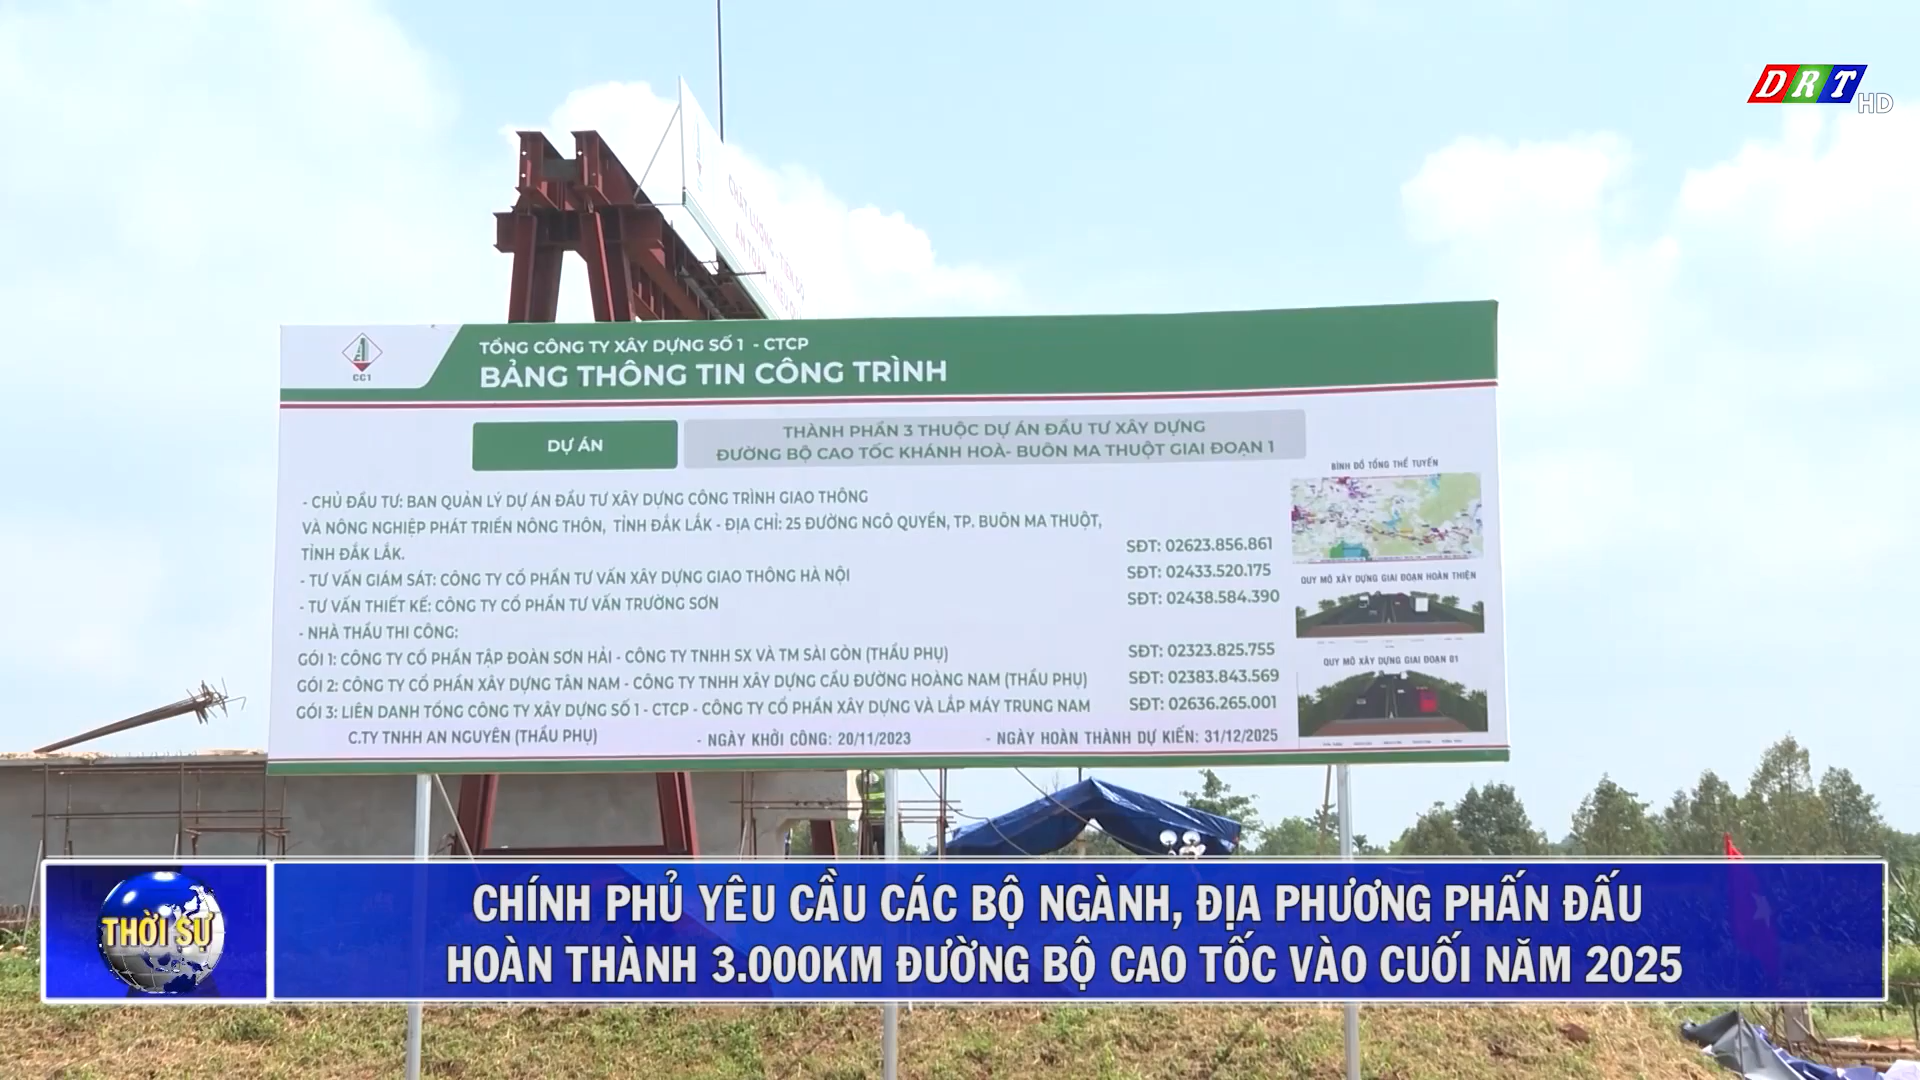 DRT HD
CHẤT LƯỢNG - TIẾN ĐỘ
AN TOÀN - HIỆU QUẢ
CC1
TỔNG CÔNG TY XÂY DỰNG SỐ 1 - CTCP
BẢNG THÔNG TIN CÔNG TRÌNH
DỰ ÁN
THÀNH PHẦN 3 THUỘC DỰ ÁN ĐẦU TƯ XÂY DỰNG
ĐƯỜNG BỘ CAO TỐC KHÁNH HOÀ- BUÔN MA THUỘT GIAI ĐOẠN 1
- CHỦ ĐẦU TƯ: BAN QUẢN LÝ DỰ ÁN ĐẦU TƯ XÂY DỰNG CÔNG TRÌNH GIAO THÔNG
VÀ NÔNG NGHIỆP PHÁT TRIỂN NÔNG THÔN, TỈNH ĐẮK LẮK - ĐỊA CHỈ: 25 ĐƯỜNG NGÔ QUYỀN, TP. BUÔN MA THUỘT,
TỈNH ĐẮK LẮK. SĐT: 02623.856.861
- TƯ VẤN GIÁM SÁT: CÔNG TY CỔ PHẦN TƯ VẤN XÂY DỰNG GIAO THÔNG HÀ NỘI SĐT: 02433.520.175
- TƯ VẤN THIẾT KẾ: CÔNG TY CỔ PHẦN TƯ VẤN TRƯỜNG SƠN SĐT: 02438.584.390
- NHÀ THẦU THI CÔNG:
GÓI 1: CÔNG TY CỔ PHẦN TẬP ĐOÀN SƠN HẢI - CÔNG TY TNHH SX VÀ TM SÀI GÒN (THẦU PHỤ) SĐT: 02323.825.755
GÓI 2: CÔNG TY CỔ PHẦN XÂY DỰNG TÂN NAM - CÔNG TY TNHH XÂY DỰNG CẦU ĐƯỜNG HOÀNG NAM (THẦU PHỤ) SĐT: 02383.843.569
GÓI 3: LIÊN DANH TỔNG CÔNG TY XÂY DỰNG SỐ 1 - CTCP - CÔNG TY CỔ PHẦN XÂY DỰNG VÀ LẮP MÁY TRUNG NAM SĐT: 02636.265.001
C.TY TNHH AN NGUYÊN (THẦU PHỤ) - NGÀY KHỞI CÔNG: 20/11/2023 - NGÀY HOÀN THÀNH DỰ KIẾN: 31/12/2025
BÌNH ĐỒ TỔNG THỂ TUYẾN
QUY MÔ XÂY DỰNG GIAI ĐOẠN HOÀN THIỆN
QUY MÔ XÂY DỰNG GIAI ĐOẠN 01
THỜI SỰ
CHÍNH PHỦ YÊU CẦU CÁC BỘ NGÀNH, ĐỊA PHƯƠNG PHẤN ĐẤU
HOÀN THÀNH 3.000KM ĐƯỜNG BỘ CAO TỐC VÀO CUỐI NĂM 2025